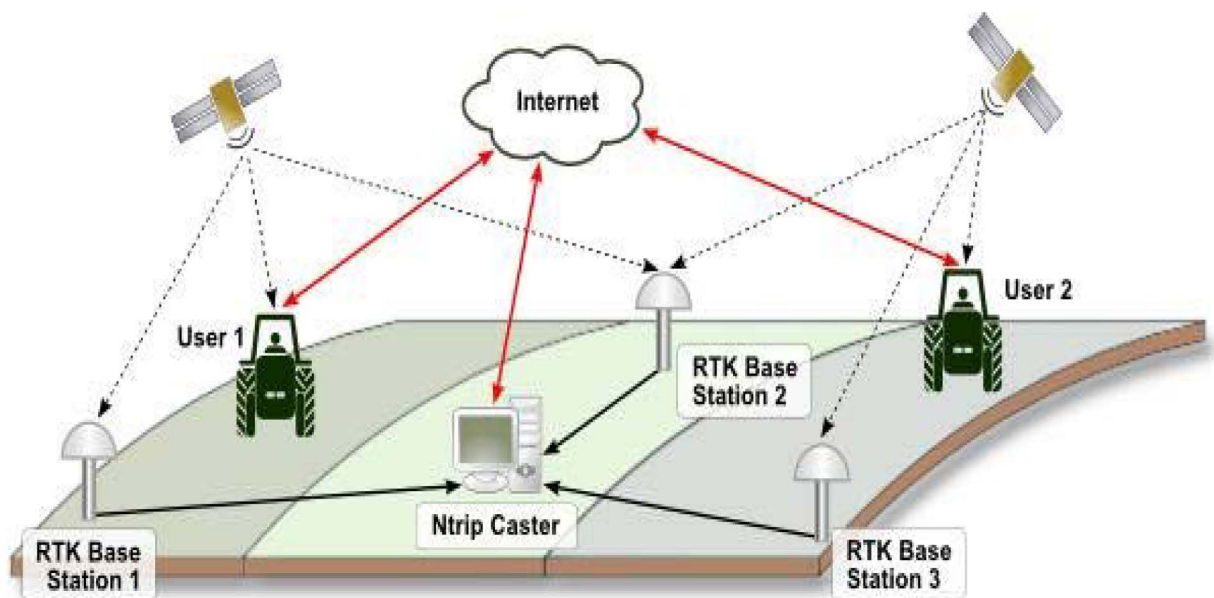 Internet
User 1
User 2
RTK Base
Station 2
Ntrip Caster
RTK Base
Station 1
RTK Base
Station 3